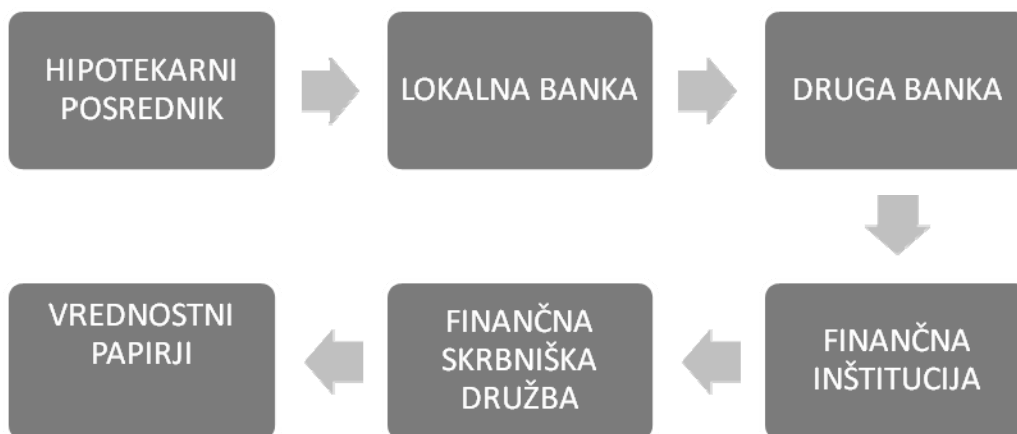 HIPOTEKARNI
POSREDNIK
LOKALNA BANKA
DRUGA BANKA
FINANČNA
INŠTITUCIJA
FINANČNA
SKRBNIŠKA
DRUŽBA
VREDNOSTNI
PAPIRJI